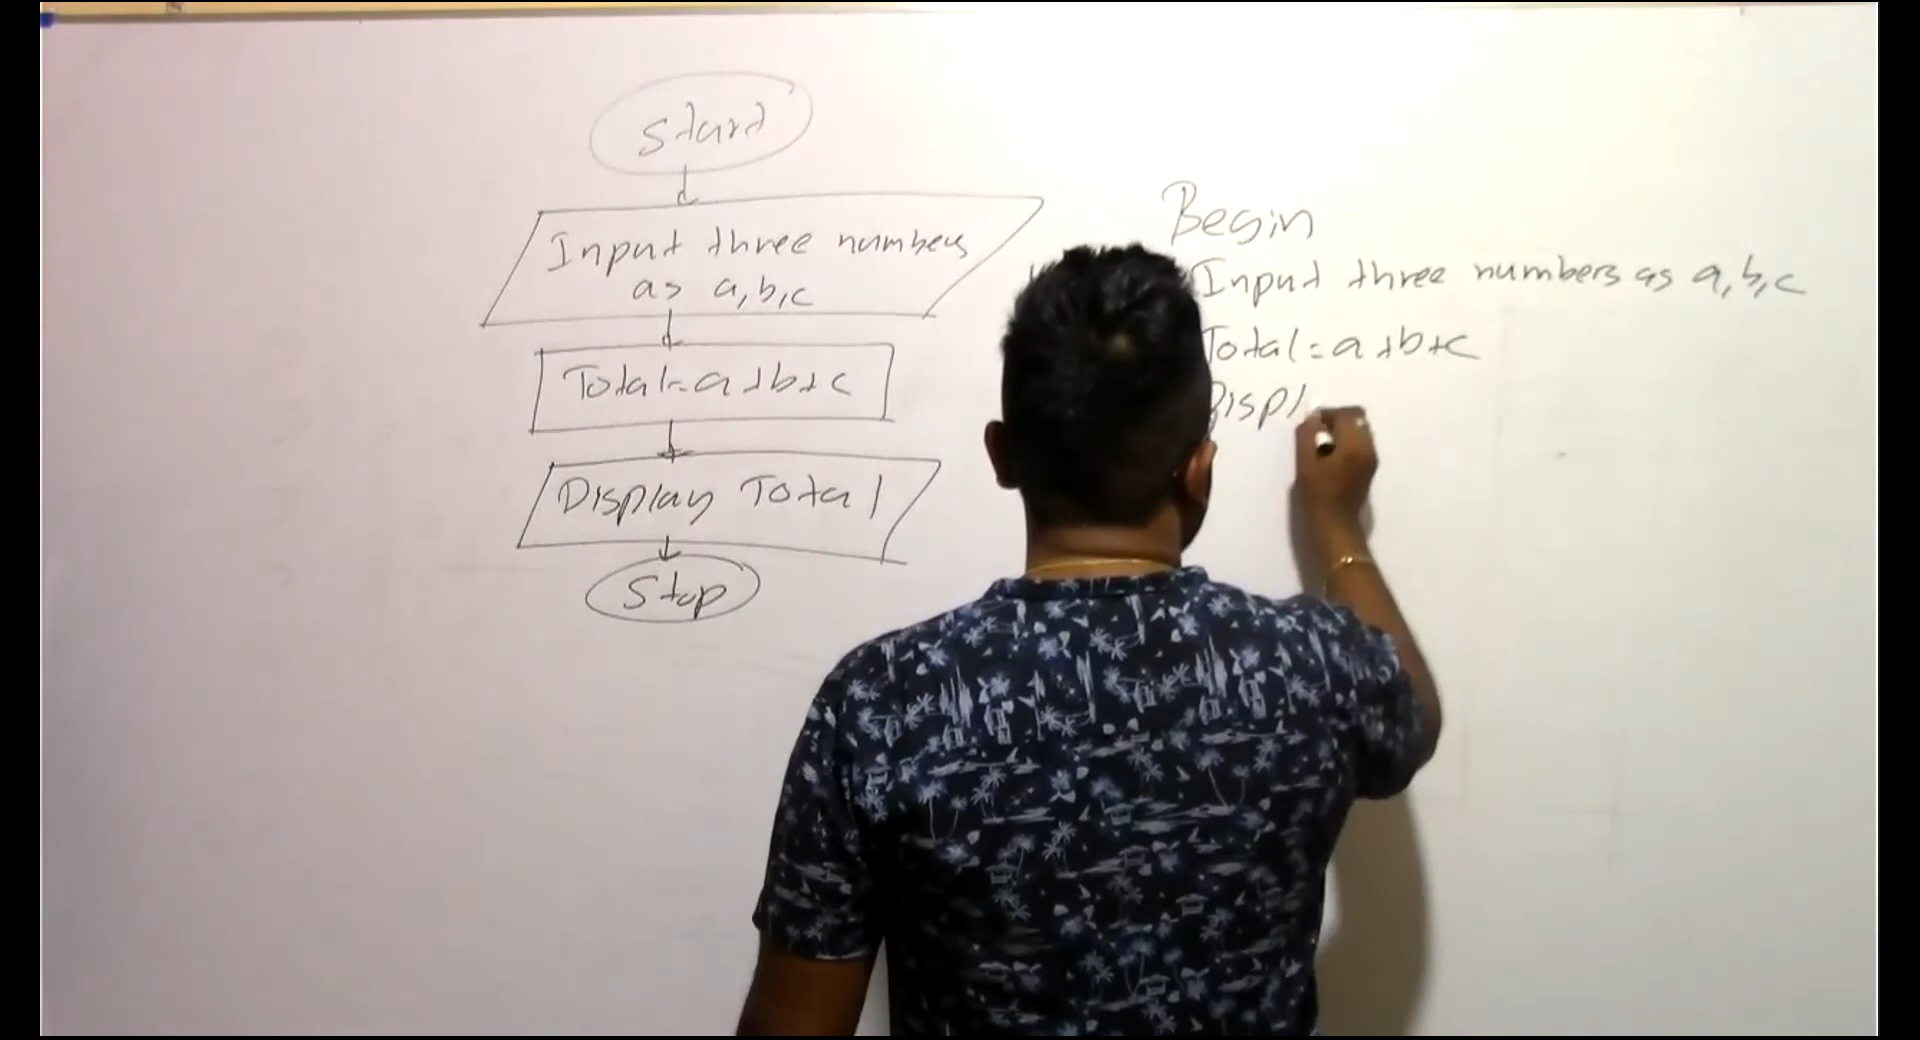 Start
Input three numbers
as a,b,c
Total=a+b+c
Display Total
Stop
Begin
Input three numbers as a,b,c
Total=a+b+c
Displ